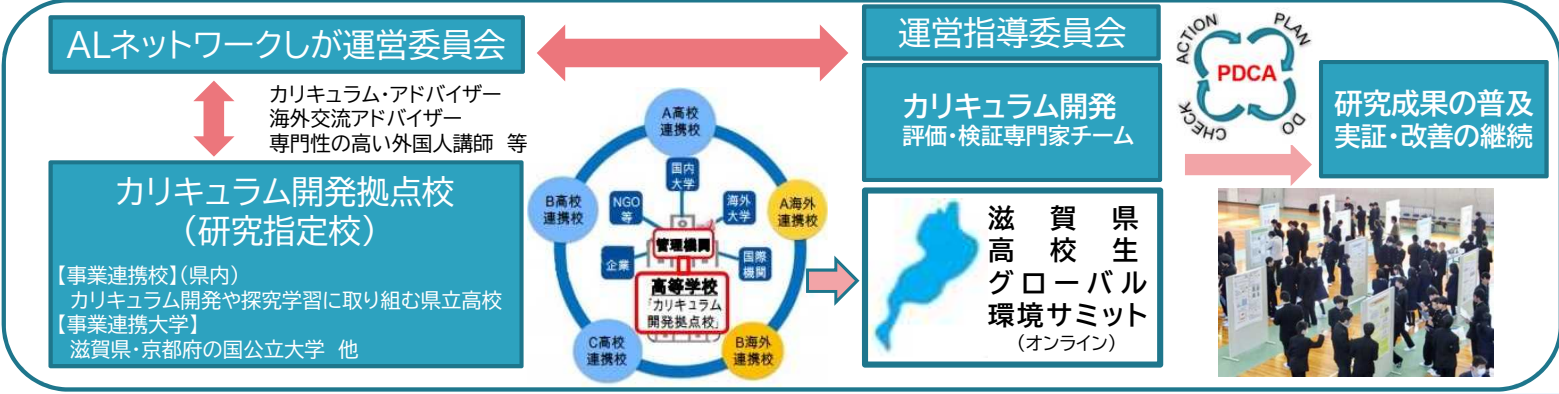 ALネットワークしが運営委員会
カリキュラム・アドバイザー
海外交流アドバイザー
専門性の高い外国人講師 等
カリキュラム開発拠点校
(研究指定校)
【事業連携校】(県内)
カリキュラム開発や探究学習に取り組む県立高校
【事業連携大学】
滋賀県・京都府の国公立大学 他
A高校
連携校
国内
大学
B高校
連携校
NGO
等
海外
大学
A海外
連携校
管理機関
企業
国際
機関
高等学校
「カリキュラム
開発拠点校」
C高校
連携校
B海外
連携校
運営指導委員会
カリキュラム開発
評価・検証専門家チーム
滋賀県
高校生
グローバル
環境サミット
(オンライン)
ACTION
PLAN
PDCA
CHECK
DO
研究成果の普及
実証・改善の継続